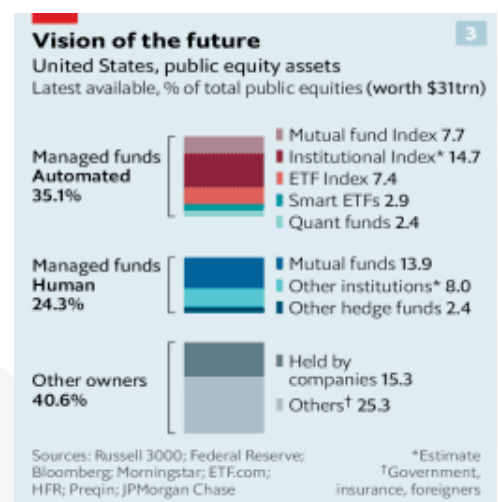 3
Vision of the future
United States, public equity assets
Latest available, % of total public equities (worth $31trn)
Managed funds
Automated
35.1%
Mutual fund Index 7.7
Institutional Index* 14.7
ETF Index 7.4
Smart ETFs 2.9
Quant funds 2.4
Managed funds
Human
24.3%
Mutual funds 13.9
Other institutions* 8.0
Other hedge funds 2.4
Other owners
40.6%
Held by
companies 15.3
Others† 25.3
Sources: Russell 3000; Federal Reserve;
Bloomberg; Morningstar; ETF.com;
HFR; Preqin; JPMorgan Chase
*Estimate
†Government,
insurance, foreigners